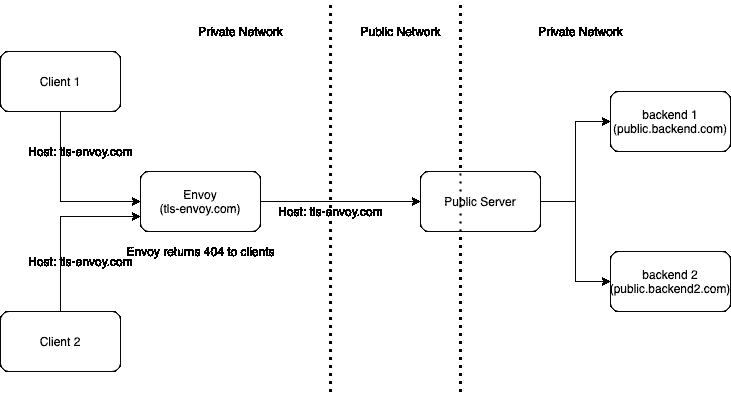 Private Network
Public Network
Private Network
Client 1
backend 1
(public.backend.com)
Host: tls-envoy.com
Envoy
(tls-envoy.com)
Public Server
Host: tls-envoy.com
Envoy returns 404 to clients
Host: tls-envoy.com
backend 2
(public.backend2.com)
Client 2